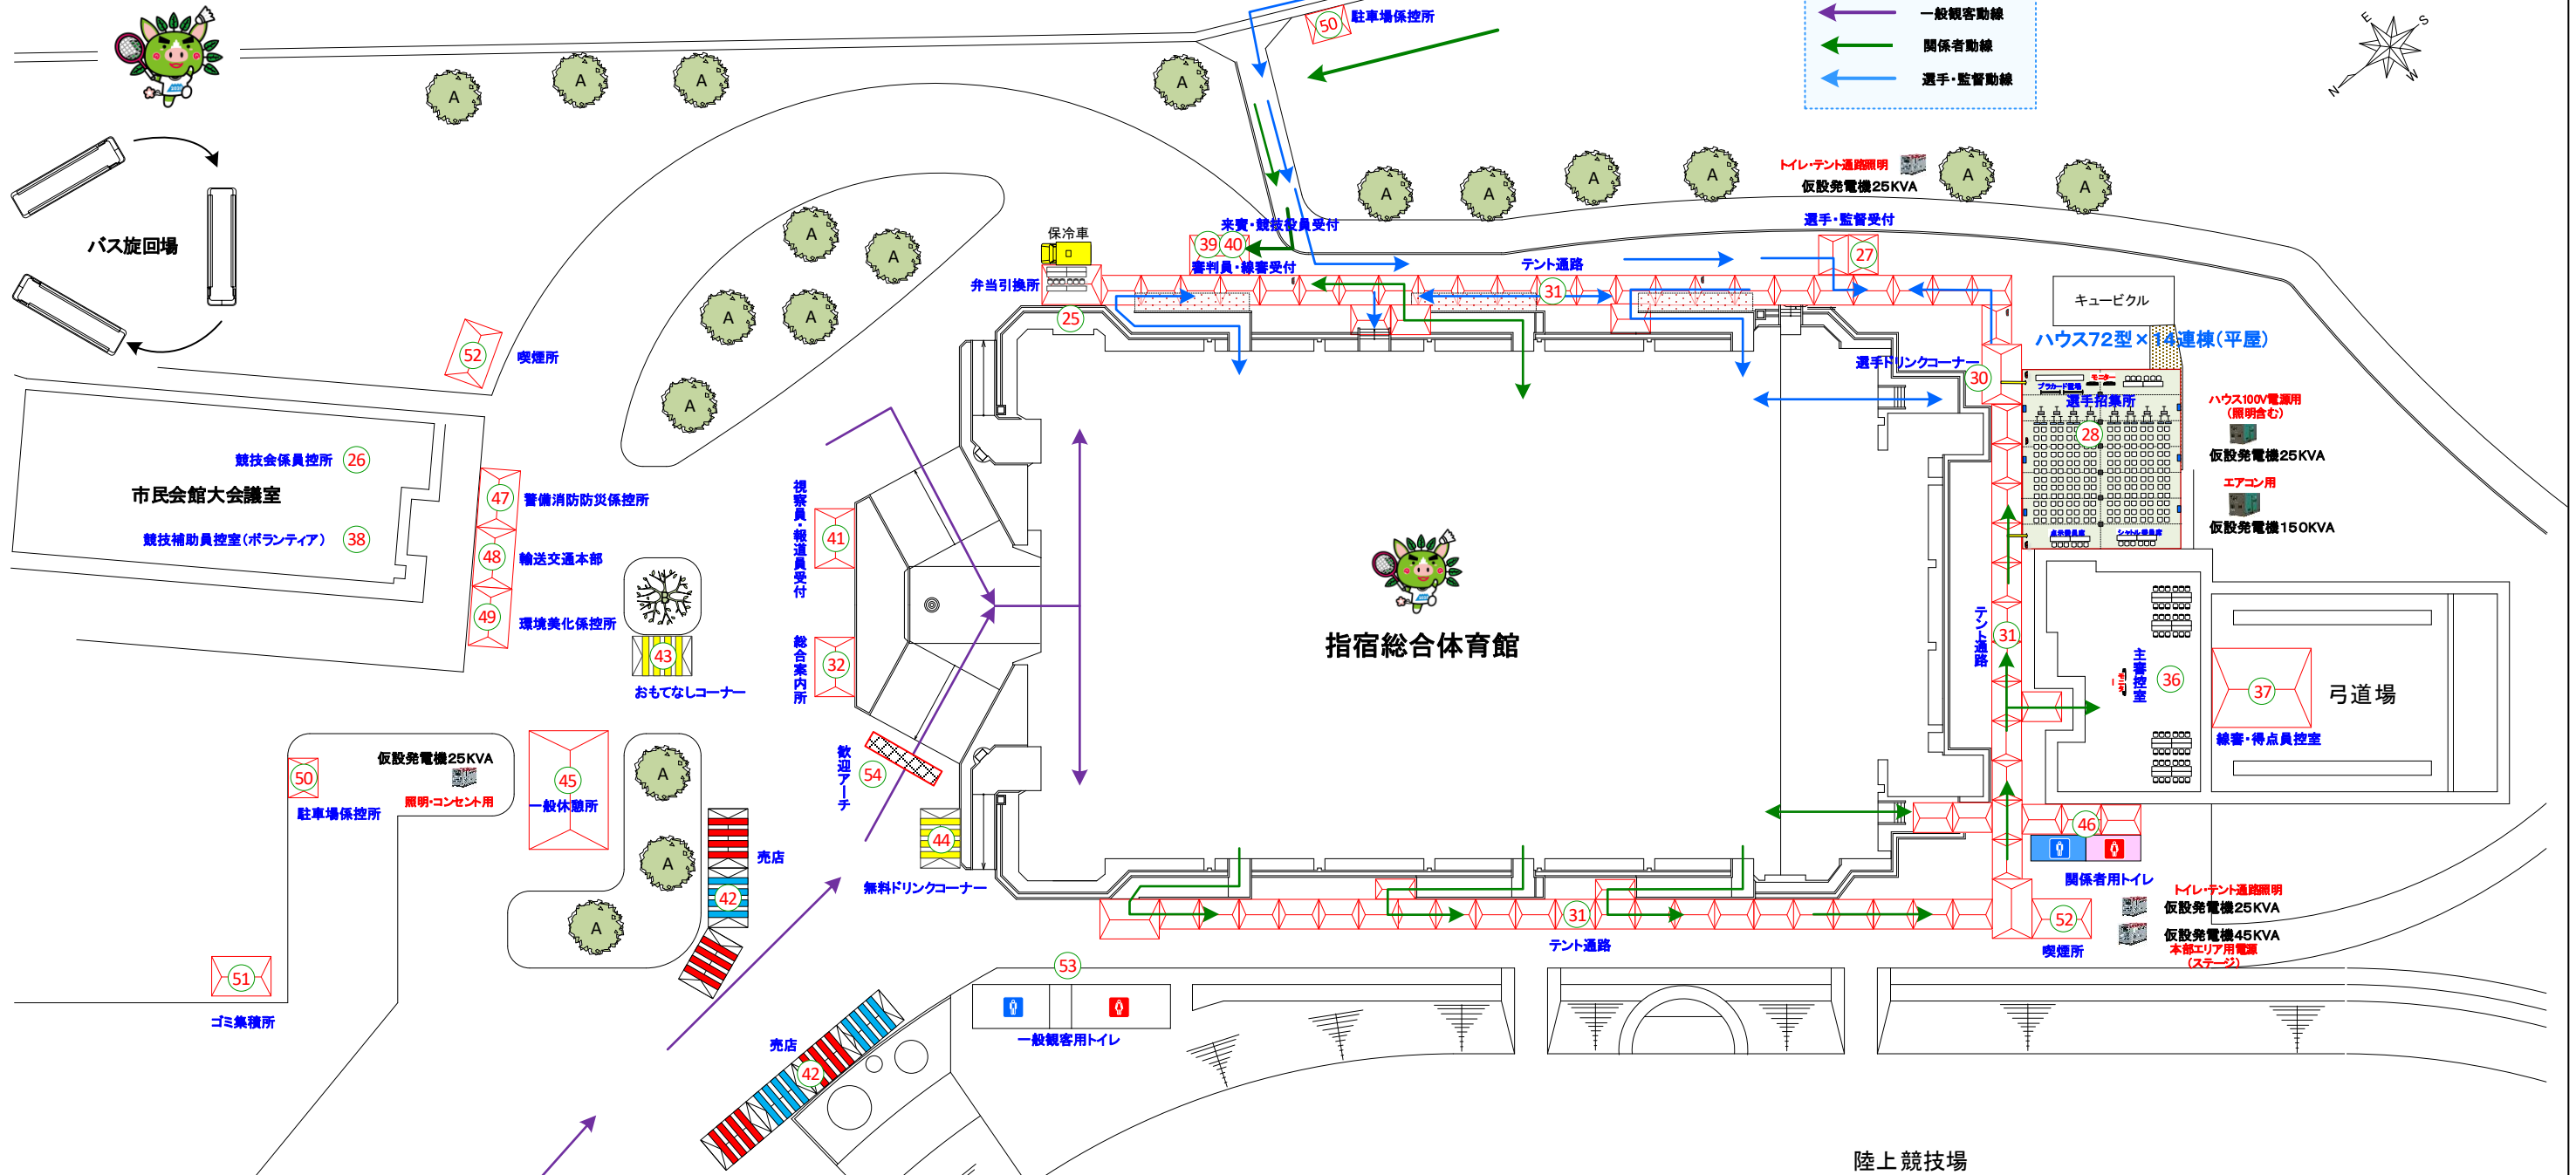 一般観客動線
関係者動線
選手・監督動線
E
S
N
W
50
駐車場係控所
A
A
A
A
A
A
A
A
A
A
トイレ・テント通路照明
仮設発電機25KVA
バス旋回場
来賓・競技役員受付
39 40
審判員・線審受付
選手・監督受付
27
保冷車
弁当引換所
25
テント通路
31
A
A
A
A
A
キュービクル
ハウス72型×14連棟(平屋)
52
喫煙所
選手ドリンクコーナー
30
プラカード置場
モニター
選手招集所
28
ハウス100V電源用
(照明含む)
仮設発電機25KVA
エアコン用
仮設発電機150KVA
競技会係員控所 26
市民会館大会議室
競技補助員控室(ボランティア) 38
47 警備消防防災係控所
48 輸送交通本部
49 環境美化係控所
視察員・報道員受付
41
総合案内所
32
43
おもてなしコーナー
指宿総合体育館
テント通路
31
主審控室
36
37
弓道場
線審・得点員控室
50
駐車場係控所
仮設発電機25KVA
照明・コンセント用
45
一般休憩所
A
A
A
歓迎アーチ
54
44
無料ドリンクコーナー
売店
42
46
関係者用トイレ
トイレ・テント通路照明
仮設発電機25KVA
仮設発電機45KVA
本部エリア用電源
(ステージ)
31
テント通路
52
喫煙所
51
ゴミ集積所
53
一般観客用トイレ
売店
42
陸上競技場